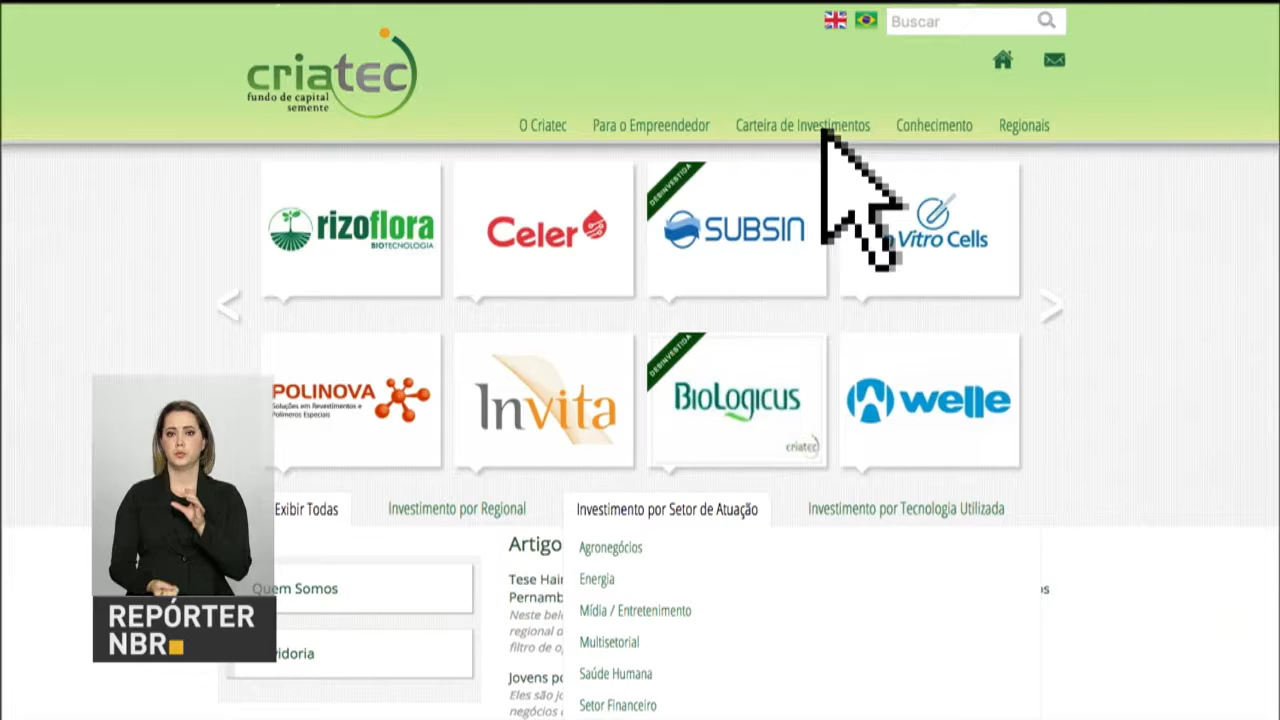 Buscar
criatec
fundo de capital
semente
O Criatec
Para o Empreendedor
Carteira de Investimentos
Conhecimento
Regionais
rizoflora
BIOTECNOLOGIA
Celer
DESINVESTIDA
SUBSIN
Vitro Cells
POLINOVA
Soluções em Revestimentos e
Polímeros Especiais
Invita
DESINVESTIDA
BioLogicus
criatec
welle
Exibir Todas
Investimento por Regional
Investimento por Setor de Atuação
Investimento por Tecnologia Utilizada
Agronegócios
Energia
Mídia / Entretenimento
Multisetorial
Saúde Humana
Setor Financeiro
Quem Somos
Artigo
Tese Hair
Pernamb
Neste bel
regional d
filtro de o
Jovens p
Eles são jo
negócios
REPÓRTER
NBR